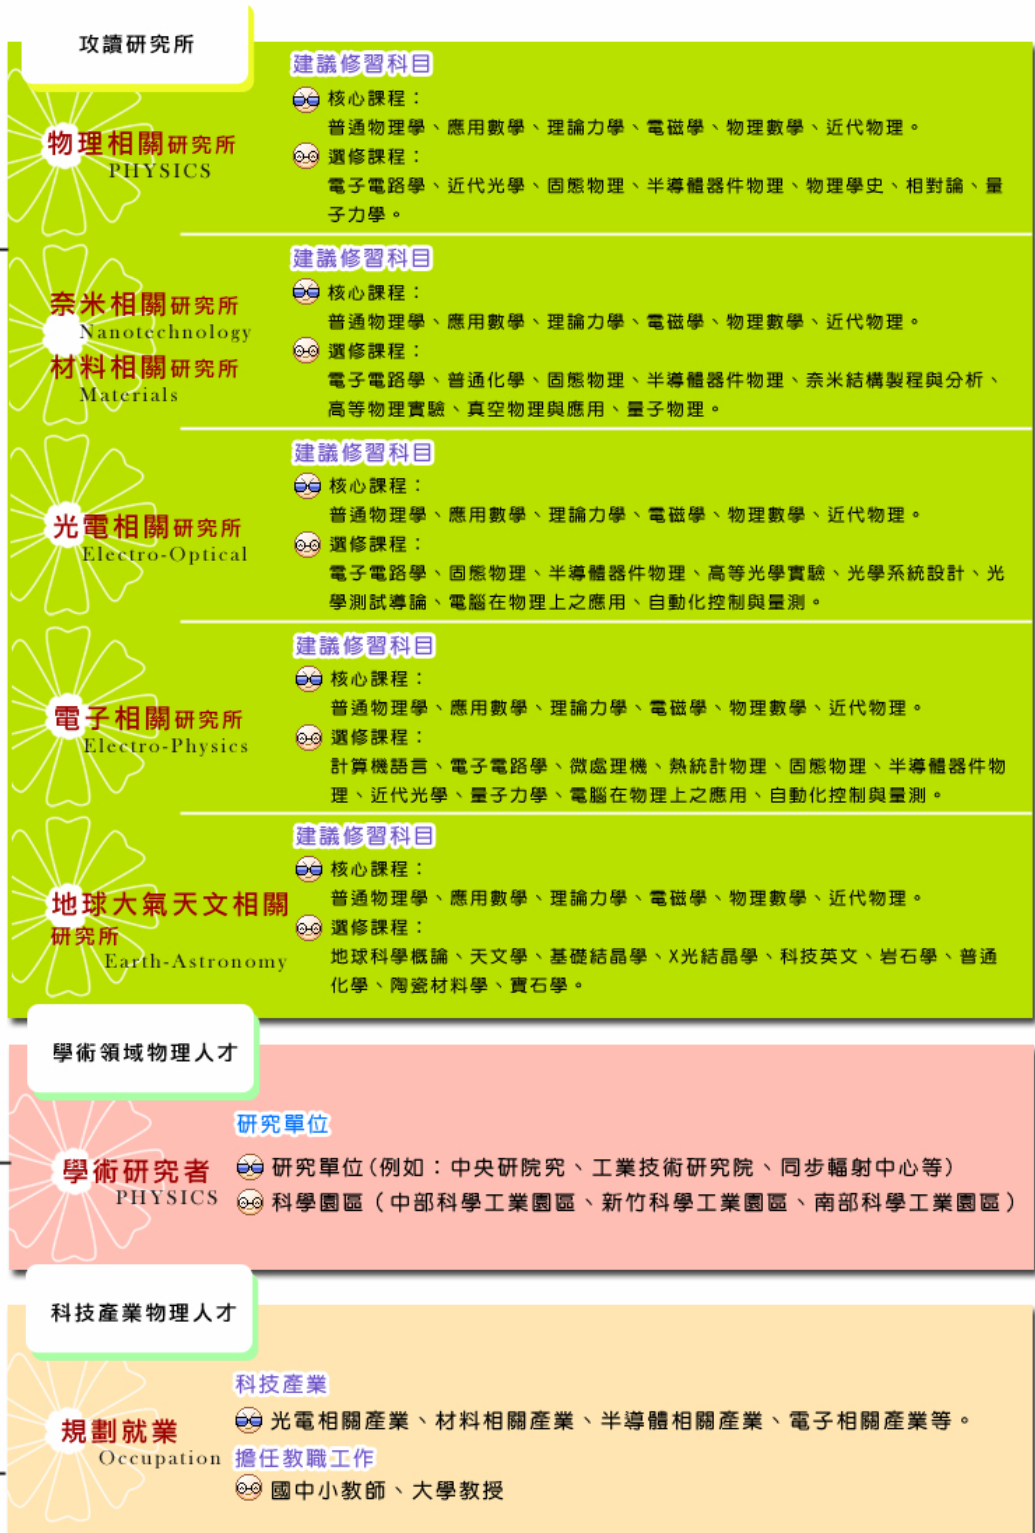 攻讀研究所
物理相關研究所
PHYSICS
建議修習科目
核心課程：
普通物理學、應用數學、理論力學、電磁學、物理數學、近代物理。
選修課程：
電子電路學、近代光學、固態物理、半導體器件物理、物理學史、相對論、量
子力學。
奈米相關研究所
Nanotechnology
材料相關研究所
Materials
建議修習科目
核心課程：
普通物理學、應用數學、理論力學、電磁學、物理數學、近代物理。
選修課程：
電子電路學、普通化學、固態物理、半導體器件物理、奈米結構製程與分析、
高等物理實驗、真空物理與應用、量子物理。
光電相關研究所
Electro-Optical
建議修習科目
核心課程：
普通物理學、應用數學、理論力學、電磁學、物理數學、近代物理。
選修課程：
電子電路學、固態物理、半導體器件物理、高等光學實驗、光學系統設計、光
學測試導論、電腦在物理上之應用、自動化控制與量測。
電子相關研究所
Electro-Physics
建議修習科目
核心課程：
普通物理學、應用數學、理論力學、電磁學、物理數學、近代物理。
選修課程：
計算機語言、電子電路學、微處理機、熱統計物理、固態物理、半導體器件物
理、近代光學、量子力學、電腦在物理上之應用、自動化控制與量測。
地球大氣天文相關
研究所
Earth-Astronomy
建議修習科目
核心課程：
普通物理學、應用數學、理論力學、電磁學、物理數學、近代物理。
選修課程：
地球科學概論、天文學、基礎結晶學、X光結晶學、科技英文、岩石學、普通
化學、陶瓷材料學、寶石學。
學術領域物理人才
學術研究者
PHYSICS
研究單位
研究單位(例如：中央研院究、工業技術研究院、同步輻射中心等)
科學園區（中部科學工業園區、新竹科學工業園區、南部科學工業園區）
科技產業物理人才
規劃就業
Occupation
科技產業
光電相關產業、材料相關產業、半導體相關產業、電子相關產業等。
擔任教職工作
國中小教師、大學教授